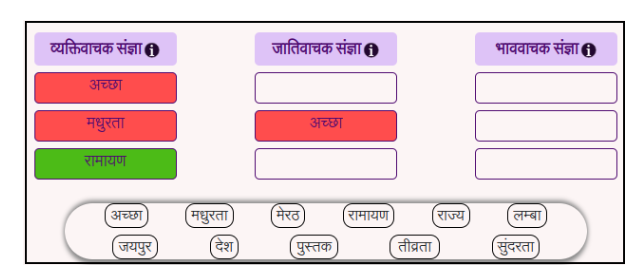 व्यक्तिवाचक संज्ञा जातिवाचक संज्ञा भाववाचक संज्ञा
अच्छा
मधुरता अच्छा
रामायण
अच्छा मधुरता मेरठ रामायण राज्य लम्बा
जयपुर देश पुस्तक तीव्रता सुंदरता